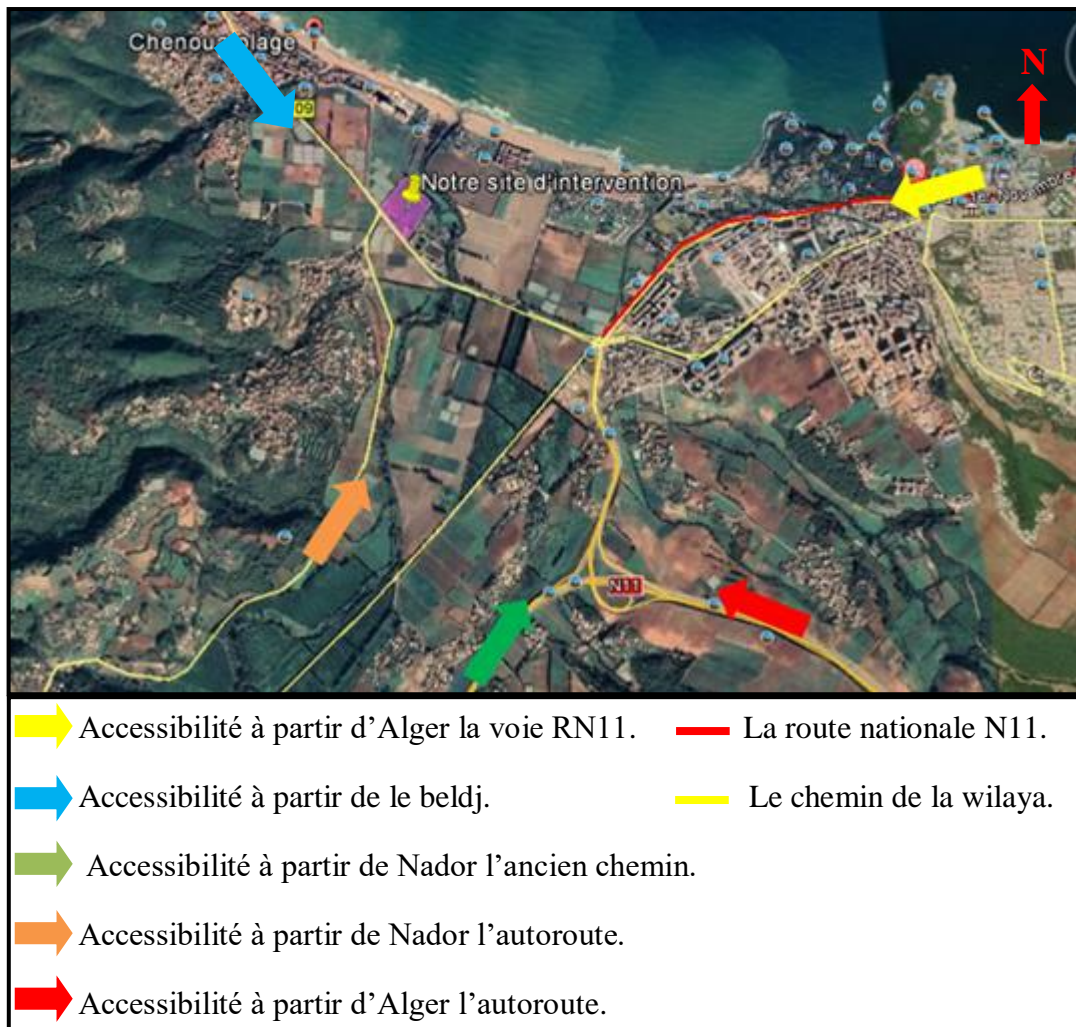 Chenoua plage
N
09
Notre site d'intervention
N11
Accessibilité à partir d'Alger la voie RN11.
La route nationale N11.
Accessibilité à partir de le beldj.
Le chemin de la wilaya.
Accessibilité à partir de Nador l'ancien chemin.
Accessibilité à partir de Nador l'autoroute.
Accessibilité à partir d'Alger l'autoroute.